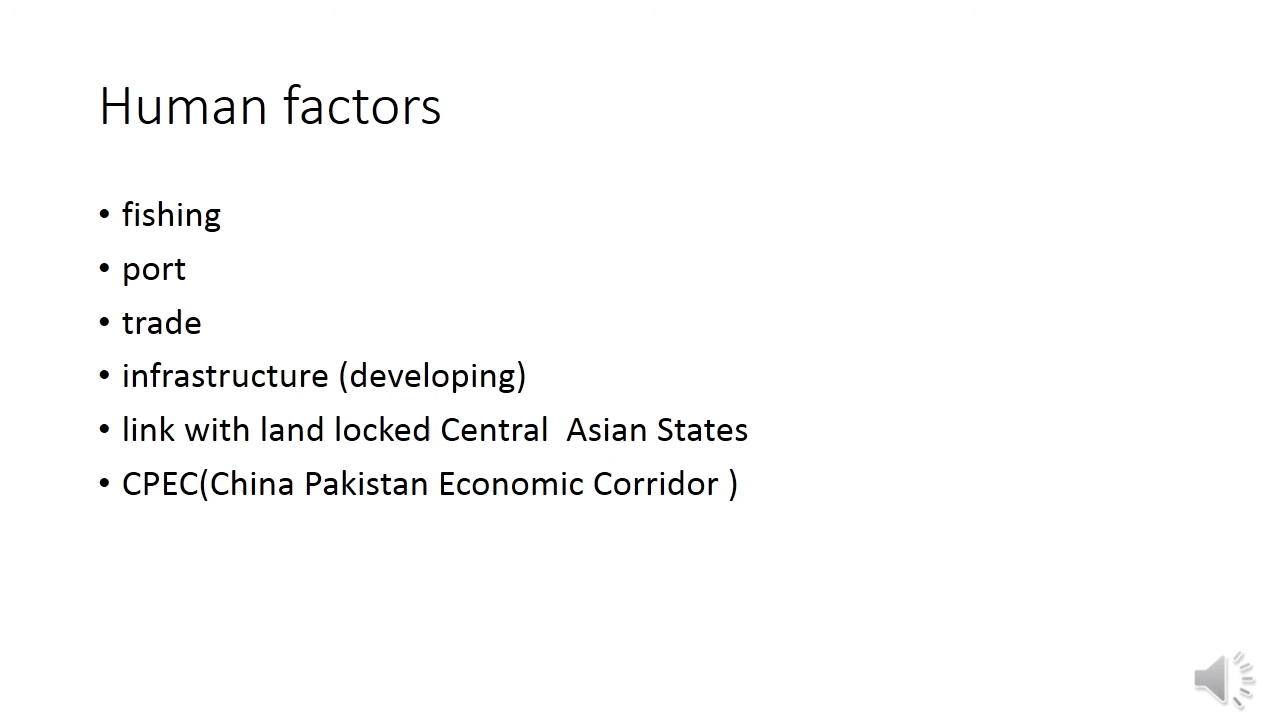 Human factors
• fishing
• port
• trade
• infrastructure (developing)
• link with land locked Central  Asian States
• CPEC(China Pakistan Economic Corridor )